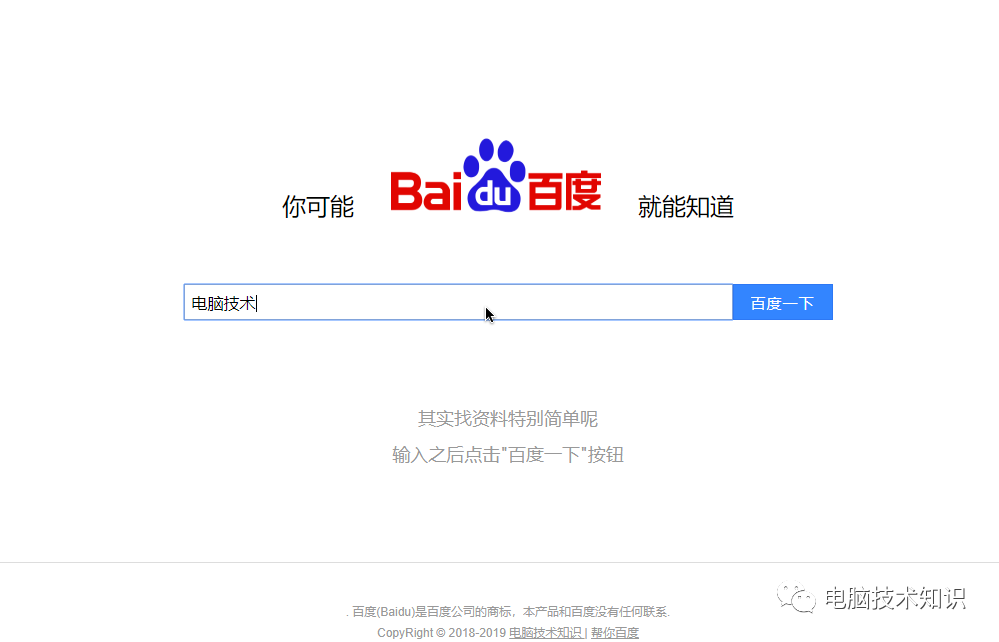 你可能 Baidu百度 就能知道
电脑技术 百度一下
其实找资料特别简单呢
输入之后点击"百度一下"按钮
. 百度(Baidu)是百度公司的商标，本产品和百度没有任何联系.
CopyRight © 2018-2019 电脑技术知识 | 帮你百度
电脑技术知识